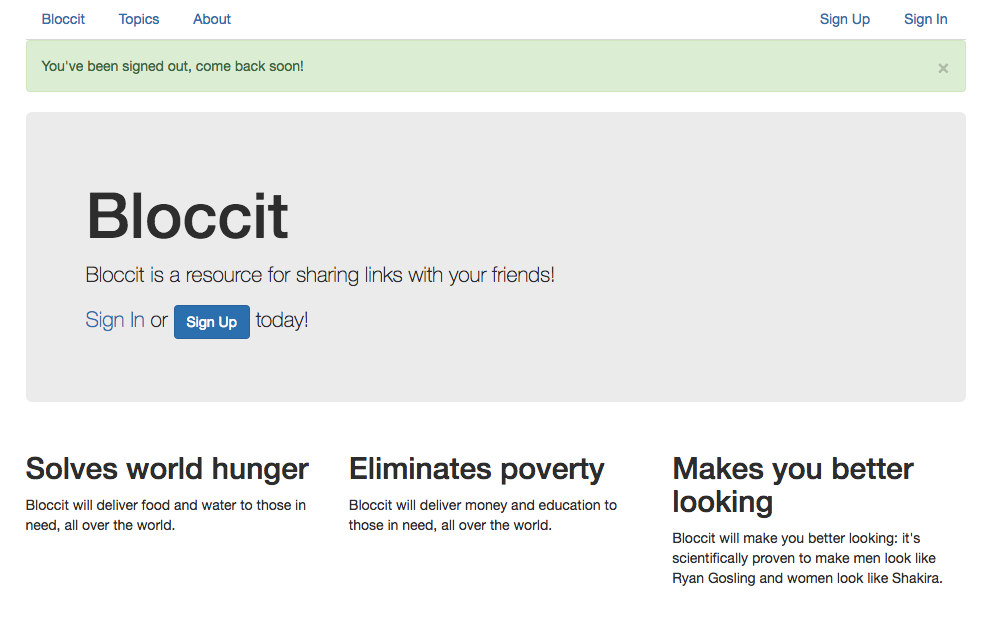 Bloccit Topics About Sign Up Sign In
You've been signed out, come back soon! ×
Bloccit
Bloccit is a resource for sharing links with your friends!
Sign In or Sign Up today!
Solves world hunger
Bloccit will deliver food and water to those in
need, all over the world.
Eliminates poverty
Bloccit will deliver money and education to
those in need, all over the world.
Makes you better
looking
Bloccit will make you better looking: it's
scientifically proven to make men look like
Ryan Gosling and women look like Shakira.